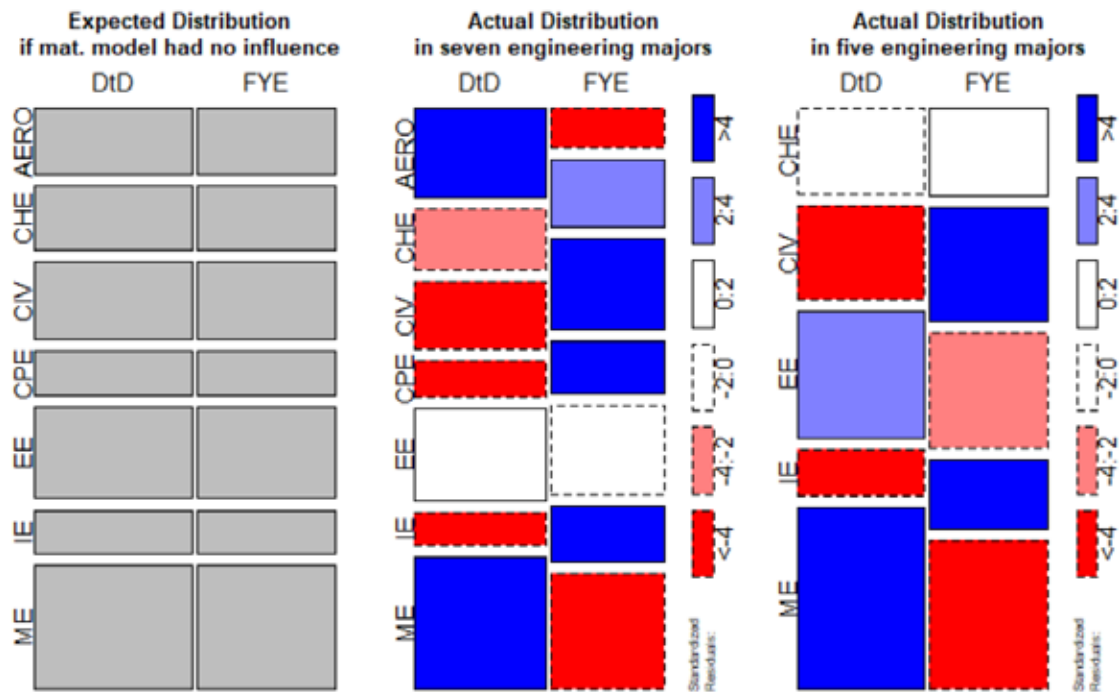 Expected Distribution
if mat. model had no influence
DtD FYE
AERO
CHE
CIV
CPE
EE
IE
ME
Actual Distribution
in seven engineering majors
DtD FYE
AERO
CHE
CIV
CPE
EE
IE
ME
>4
2:4
0:2
-2:0
-4:-2
<-4
Standardized
Residuals:
Actual Distribution
in five engineering majors
DtD FYE
CHE
CIV
EE
IE
ME
>4
2:4
0:2
-2:0
-4:-2
<-4
Standardized
Residuals: